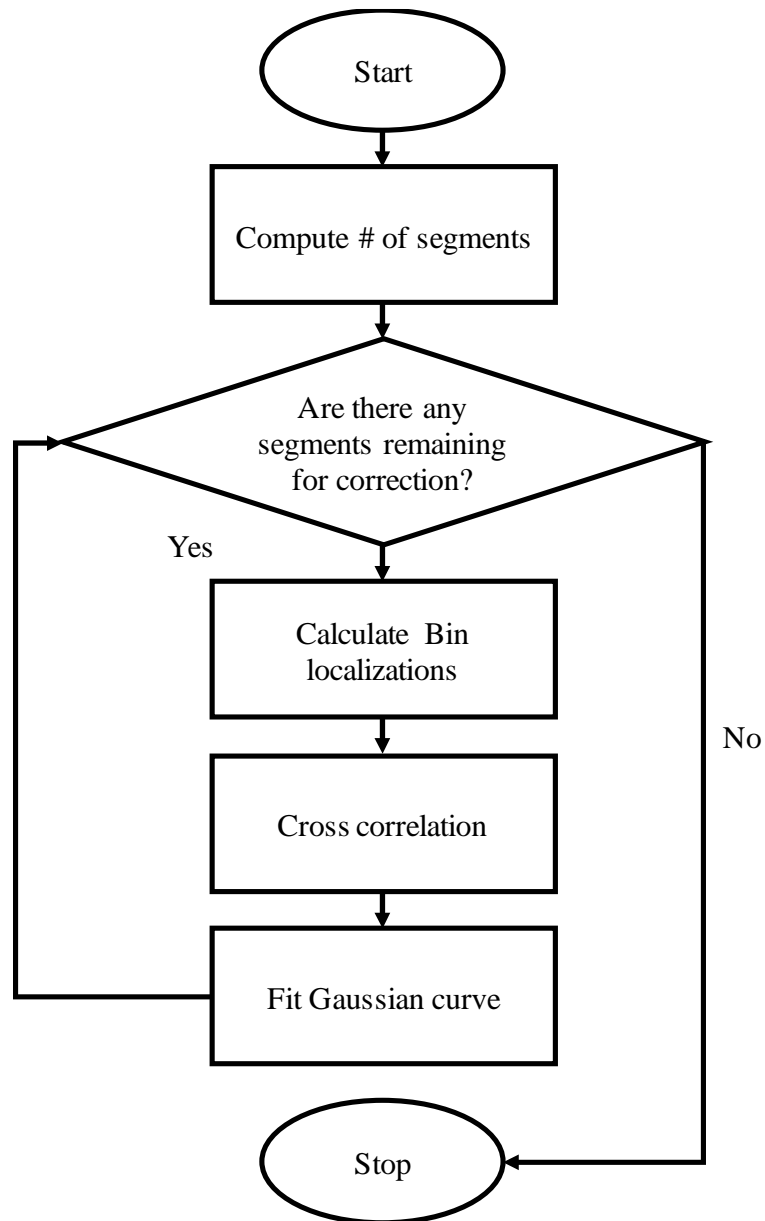 Start
Compute # of segments
Are there any
segments remaining
for correction?
Yes
Calculate Bin
localizations
No
Cross correlation
Fit Gaussian curve
Stop